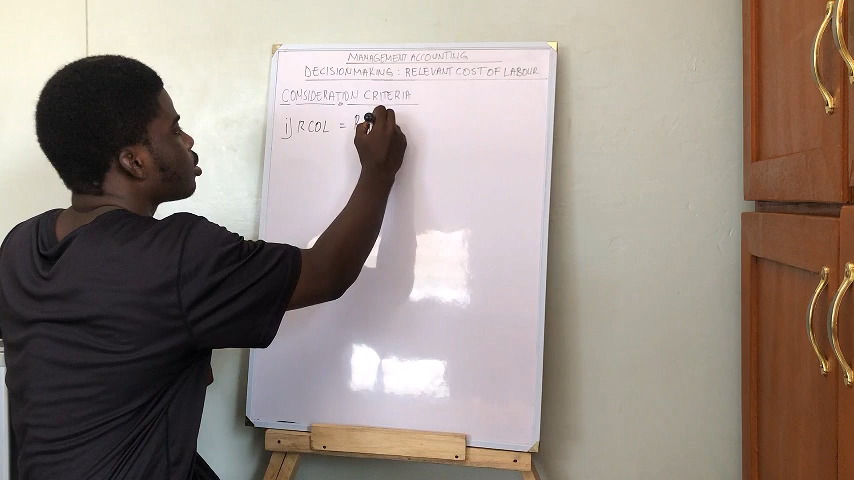 MANAGEMENT ACCOUNTING
DECISION MAKING : RELEVANT COST OF LABOUR
CONSIDERATION CRITERIA
i) RCOL = R